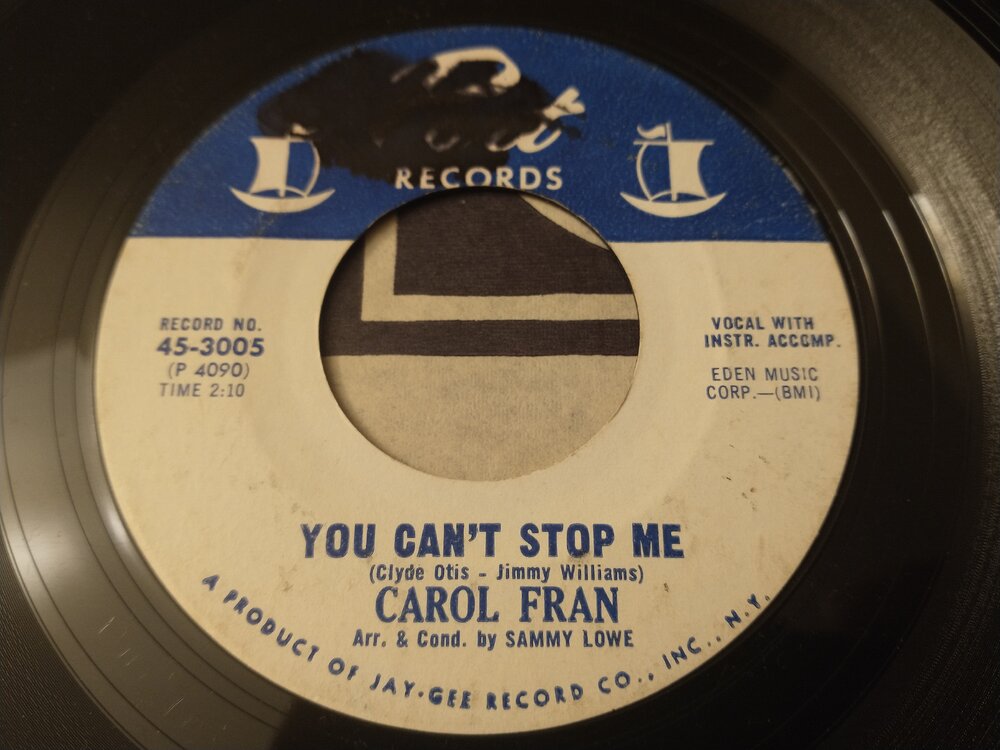 RECORDS
RECORD NO.
45-3005
(P 4090)
TIME 2:10
VOCAL WITH
INSTR. ACCOMP.
EDEN MUSIC
CORP.—(BMI)
YOU CAN'T STOP ME
(Clyde Otis - Jimmy Williams)
CAROL FRAN
Arr. & Cond. by SAMMY LOWE
A PRODUCT OF JAY-GEE RECORD CO., INC., N.Y.